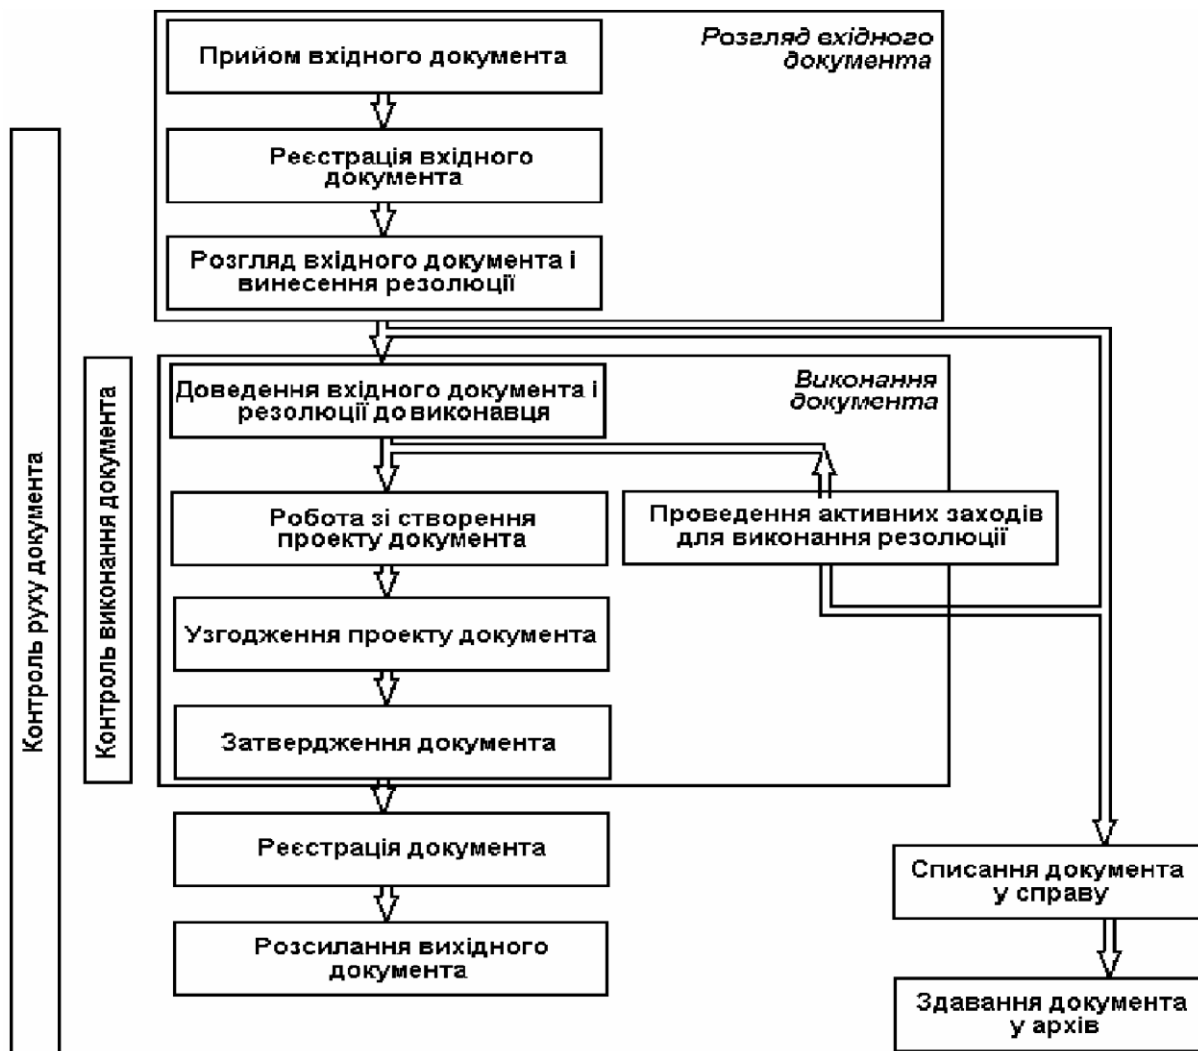 Прийом вхідного документа
Розгляд вхідного
документа
Реєстрація вхідного
документа
Розгляд вхідного документа і
винесення резолюції
Контроль руху документа
Контроль виконання документа
Доведення вхідного документа і
резолюції до виконавця
Виконання
документа
Робота зі створення
проекту документа
Проведення активних заходів
для виконання резолюції
Узгодження проекту документа
Затвердження документа
Реєстрація документа
Розсилання вихідного
документа
Списання документа
у справу
Здавання документа
у архів